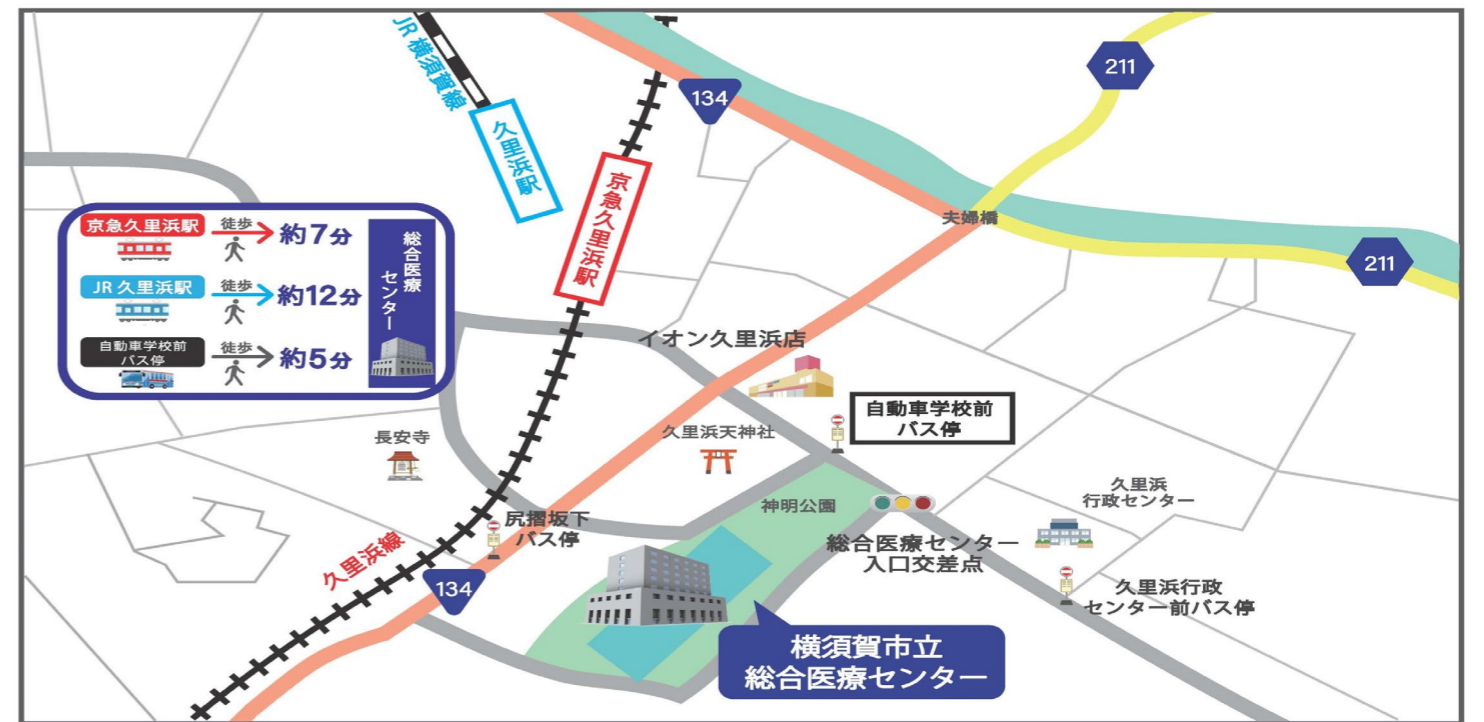 JR 横須賀線
久里浜駅
京急久里浜駅
134
211
211
夫婦橋
京急久里浜駅
徒歩
約7分
JR 久里浜駅
徒歩
約12分
自動車学校前
バス停
徒歩
約5分
総合医療
センター
イオン久里浜店
自動車学校前
バス停
久里浜天神社
長安寺
神明公園
久里浜
行政センター
尻摺坂下
バス停
総合医療センター
入口交差点
久里浜線
134
久里浜行政
センター前バス停
横須賀市立
総合医療センター